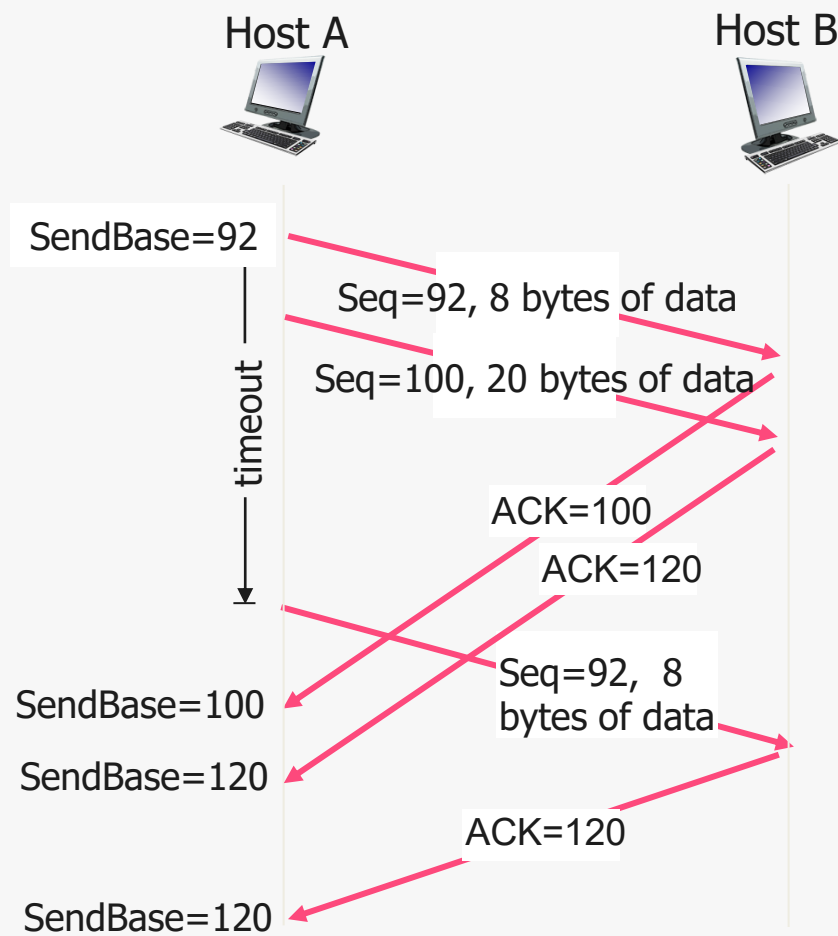 Host A
Host B
SendBase=92
Seq=92, 8 bytes of data
Seq=100, 20 bytes of data
timeout
ACK=100
ACK=120
Seq=92, 8
bytes of data
SendBase=100
SendBase=120
ACK=120
SendBase=120